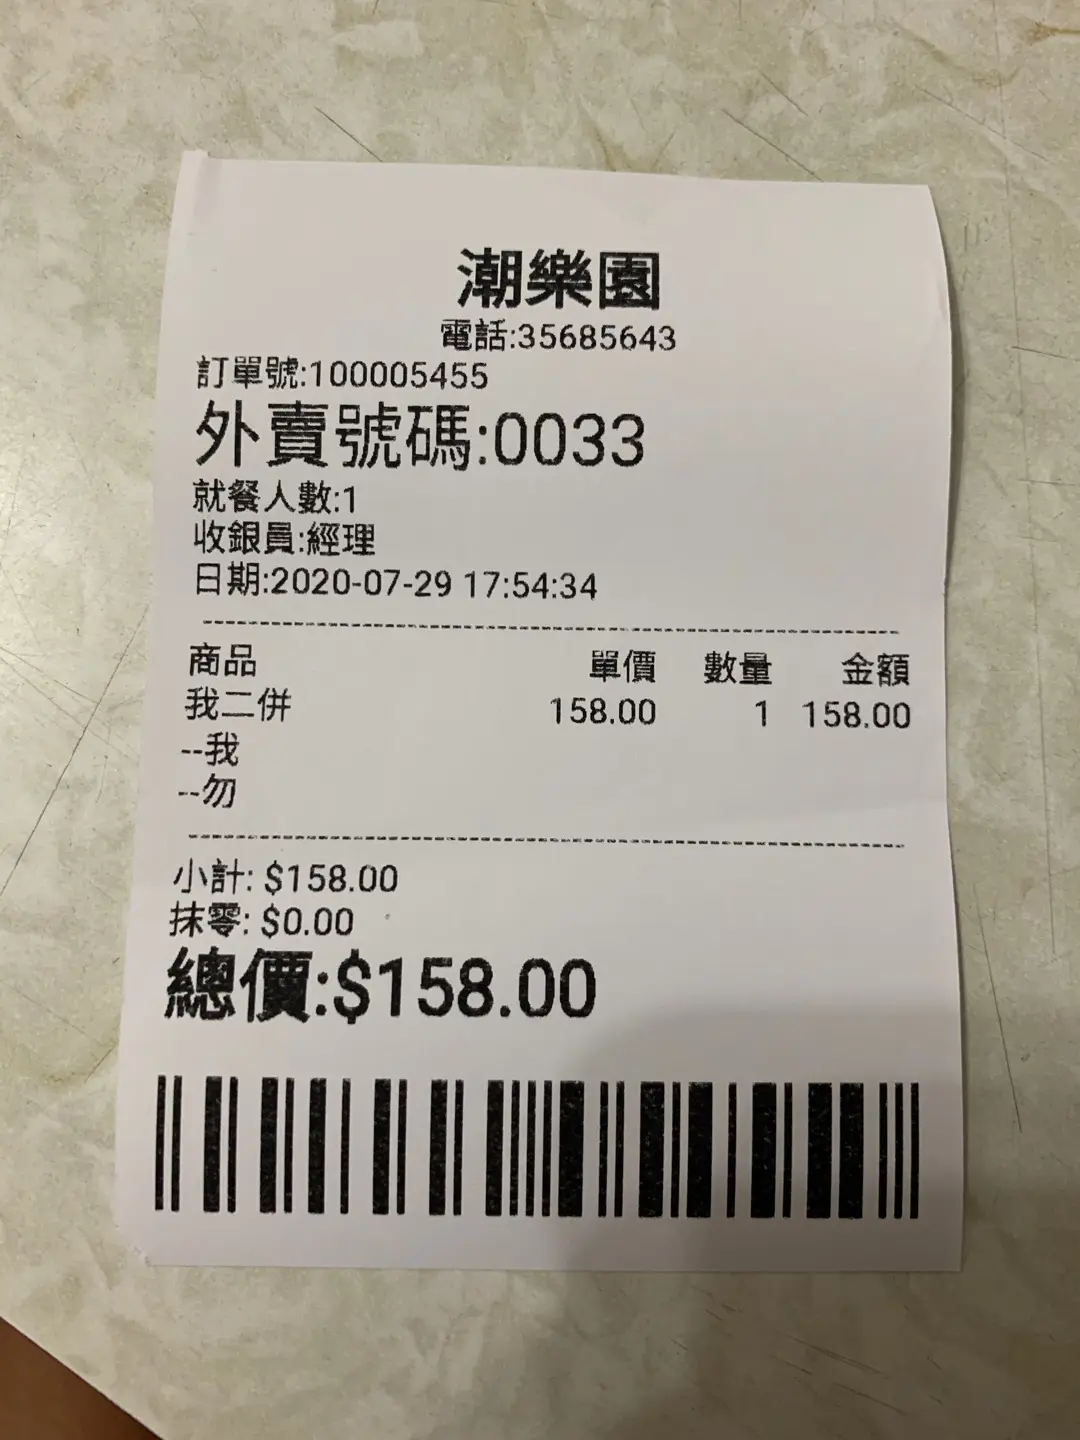 潮樂園
電話:35685643
訂單號:100005455
外賣號碼:0033
就餐人數:1
收銀員:經理
日期:2020-07-29 17:54:34
商品 單價 數量 金額
我二併 158.00 1 158.00
--我
--勿
小計: $158.00
抹零: $0.00
總價:$158.00